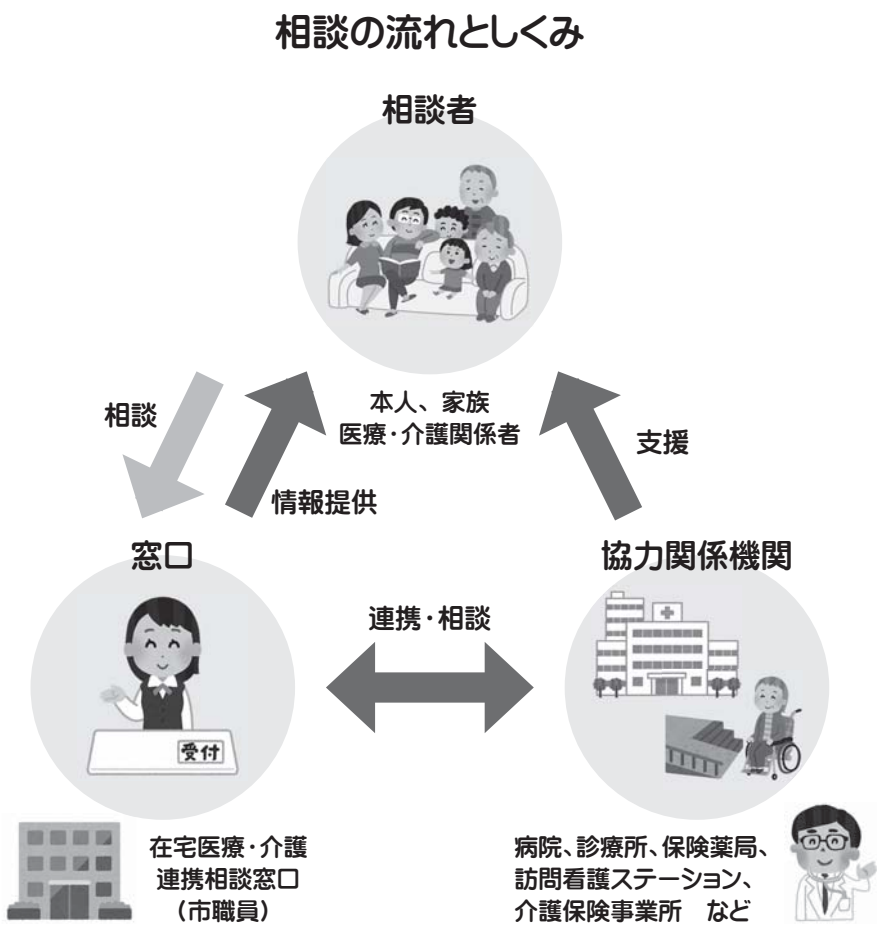 相談の流れとしくみ
相談者
本人、家族
医療・介護関係者
相談
情報提供
支援
窓口
協力関係機関
連携・相談
受付
在宅医療・介護
連携相談窓口
（市職員）
病院、診療所、保険薬局、
訪問看護ステーション、
介護保険事業所　など